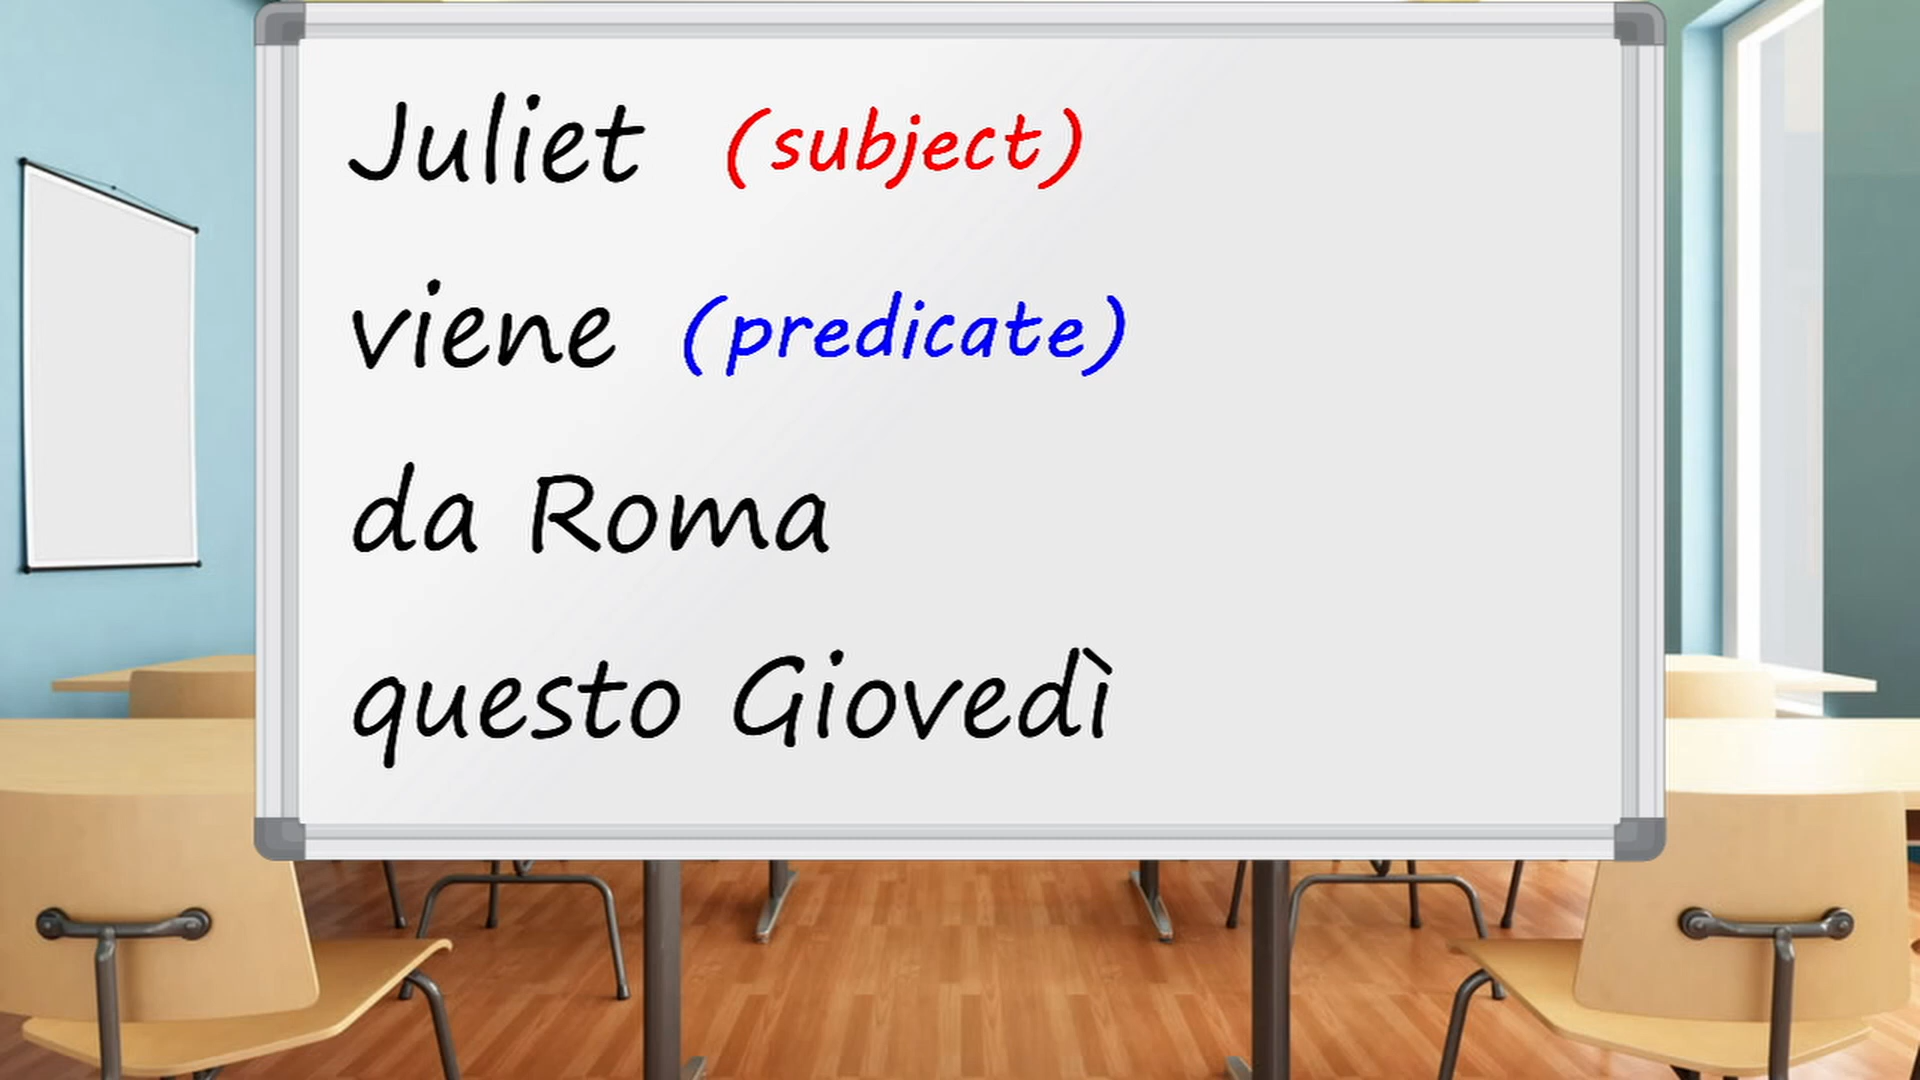 Juliet (subject)
viene (predicate)
da Roma
questo Giovedì